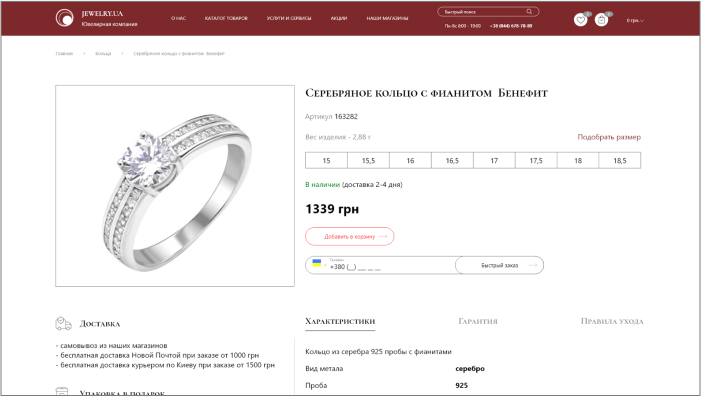 JEWELRY.UA
Ювелирная компания
О НАС
КАТАЛОГ ТОВАРОВ
УСЛУГИ И СЕРВИСЫ
АКЦИИ
НАШИ МАГАЗИНЫ
Быстрый поиск
Пн-Вс 8:00 - 19:00 +38 (044) 678-78-89
0 грн.
Главная
Кольца
Серебряное кольцо с фианитом Бенефит
Серебряное кольцо с фианитом Бенефит
Артикул 163282
Вес изделия - 2,88 г
Подобрать размер
15 15,5 16 16,5 17 17,5 18 18,5
В наличии (доставка 2-4 дня)
1339 грн
Добавить в корзину
Телефон
+380 (__) ___ __ __
Быстрый заказ
Доставка
- самовывоз из наших магазинов
- бесплатная доставка Новой Почтой при заказе от 1000 грн
- бесплатная доставка курьером по Киеву при заказе от 1500 грн
Упаковка в подарок
Характеристики
Гарантия
Правила ухода
Кольцо из серебра 925 пробы с фианитами
Вид метала серебро
Проба 925